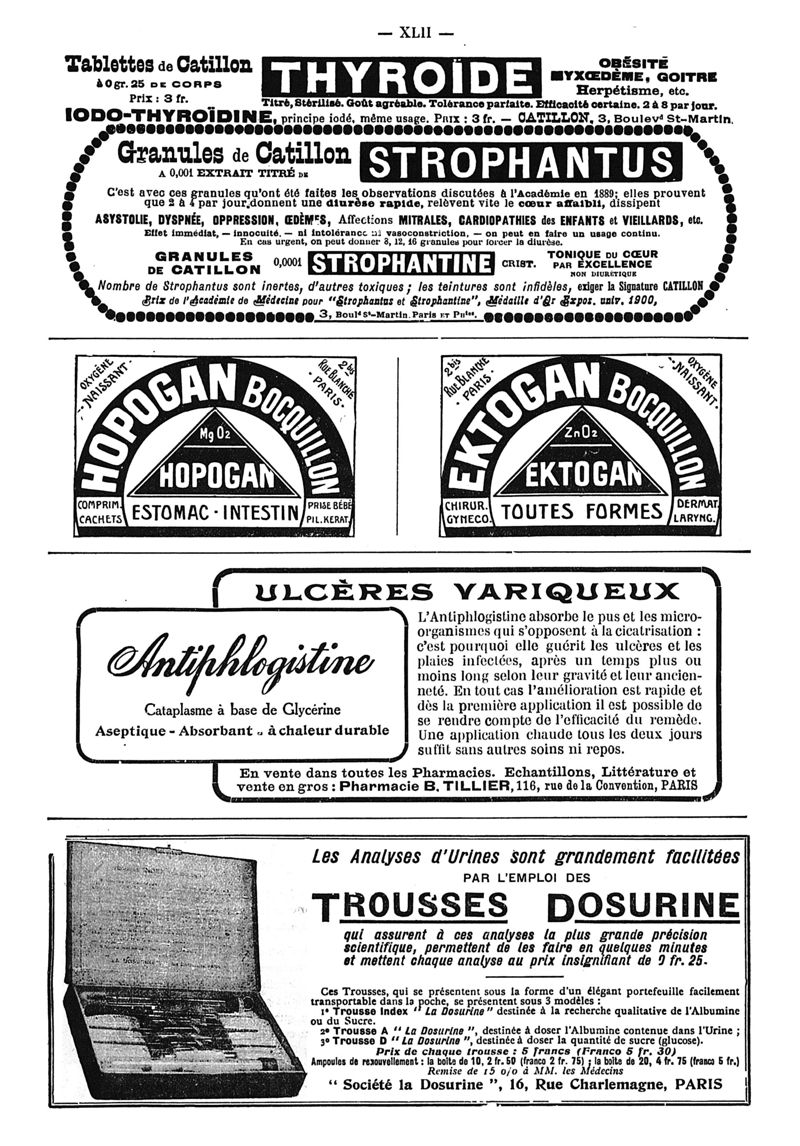 — XLII —
Tablettes de Catillon
à 0gr. 25 DE CORPS
Prix : 3 fr.
THYROÏDE
OBÉSITÉ
MYXŒDÈME, GOITRE
Herpétisme, etc.
Titré, Stérilisé. Goût agréable. Tolérance parfaite. Efficacité certaine. 2 à 8 par jour.
IODO-THYROÏDINE, principe iodé, même usage. PRIX : 3 fr. — CATILLON, 3, Boulevd St-Martin.
Granules de Catillon
A 0,001 EXTRAIT TITRÉ DE
STROPHANTUS
C'est avec ces granules qu'ont été faites les observations discutées à l'Académie en 1889; elles prouvent
que 2 à 4 par jour donnent une diurèse rapide, relèvent vite le cœur affaibli, dissipent
ASYSTOLIE, DYSPNÉE, OPPRESSION, ŒDÈMES, Affections MITRALES, CARDIOPATHIES des ENFANTS et VIEILLARDS, etc.
Effet immédiat, — innocuité. — ni intolérance ni vasoconstriction. — on peut en faire un usage continu.
En cas urgent, on peut donner 8, 12, 16 granules pour forcer la diurèse.
GRANULES
DE CATILLON
0,0001
STROPHANTINE
CRIST.
TONIQUE DU CŒUR
PAR EXCELLENCE
NON DIURÉTIQUE
Nombre de Strophantus sont inertes, d'autres toxiques ; les teintures sont infidèles, exiger la Signature CATILLON
Prix de l'Académie de Médecine pour "Strophantus et Strophantine", Médaille d'Or Expos. univ. 1900,
3, Bould St-Martin, Paris ET Phies.
OXYGÈNE
NAISSANT
2bis
RUE BLANCHE
PARIS
HOPOGAN BOCQUILLON
MgO2
HOPOGAN
COMPRIM.
CACHETS
ESTOMAC - INTESTIN
PRISE BÉBÉ
PIL. KERAT.
2 bis
RUE BLANCHE
PARIS
OXYGÈNE
NAISSANT
EKTOGAN BOCQUILLON
ZnO2
EKTOGAN
CHIRUR.
GYNECO.
TOUTES FORMES
DERMAT.
LARYNG.
ULCÈRES VARIQUEUX
Antiphlogistine
Cataplasme à base de Glycérine
Aseptique - Absorbant - à chaleur durable
L'Antiphlogistine absorbe le pus et les micro-
organismes qui s'opposent à la cicatrisation :
c'est pourquoi elle guérit les ulcères et les
plaies infectées, après un temps plus ou
moins long selon leur gravité et leur ancien-
neté. En tout cas l'amélioration est rapide et
dès la première application il est possible de
se rendre compte de l'efficacité du remède.
Une application chaude tous les deux jours
suffit sans autres soins ni repos.
En vente dans toutes les Pharmacies. Echantillons, Littérature et
vente en gros : Pharmacie B. TILLIER, 116, rue de la Convention, PARIS
Les Analyses d'Urines sont grandement facilitées
PAR L'EMPLOI DES
TROUSSES DOSURINE
qui assurent à ces analyses la plus grande précision
scientifique, permettent de les faire en quelques minutes
et mettent chaque analyse au prix insignifiant de 0 fr. 25.
Ces Trousses, qui se présentent sous la forme d'un élégant portefeuille facilement
transportable dans la poche, se présentent sous 3 modèles :
1° Trousse Index "La Dosurine" destinée à la recherche qualitative de l'Albumine
ou du Sucre.
2° Trousse A "La Dosurine", destinée à doser l'Albumine contenue dans l'Urine ;
3° Trousse D "La Dosurine", destinée à doser la quantité de sucre (glucose).
Prix de chaque trousse : 5 francs (Franco 5 fr. 30)
Ampoules de renouvellement : la boîte de 10, 2 fr. 50 (franco 2 fr. 75) ; la boîte de 20, 4 fr. 75 (franco 5 fr.)
Remise de 15 o/o à MM. les Médecins
"Société la Dosurine", 16, Rue Charlemagne, PARIS